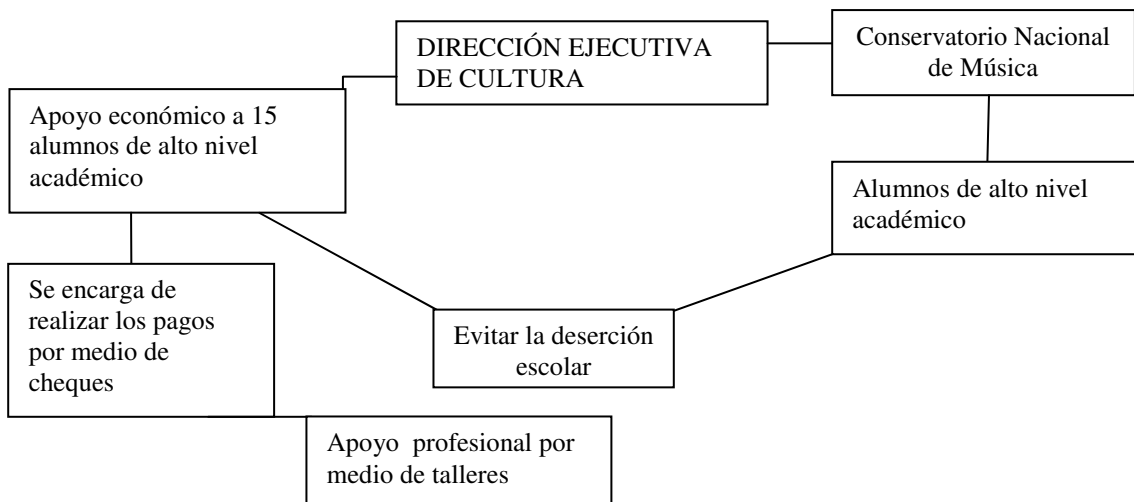 DIRECCIÓN EJECUTIVA
DE CULTURA
Conservatorio Nacional
de Música
Apoyo económico a 15
alumnos de alto nivel
académico
Alumnos de alto nivel
académico
Se encarga de
realizar los pagos
por medio de
cheques
Evitar la deserción
escolar
Apoyo profesional por
medio de talleres